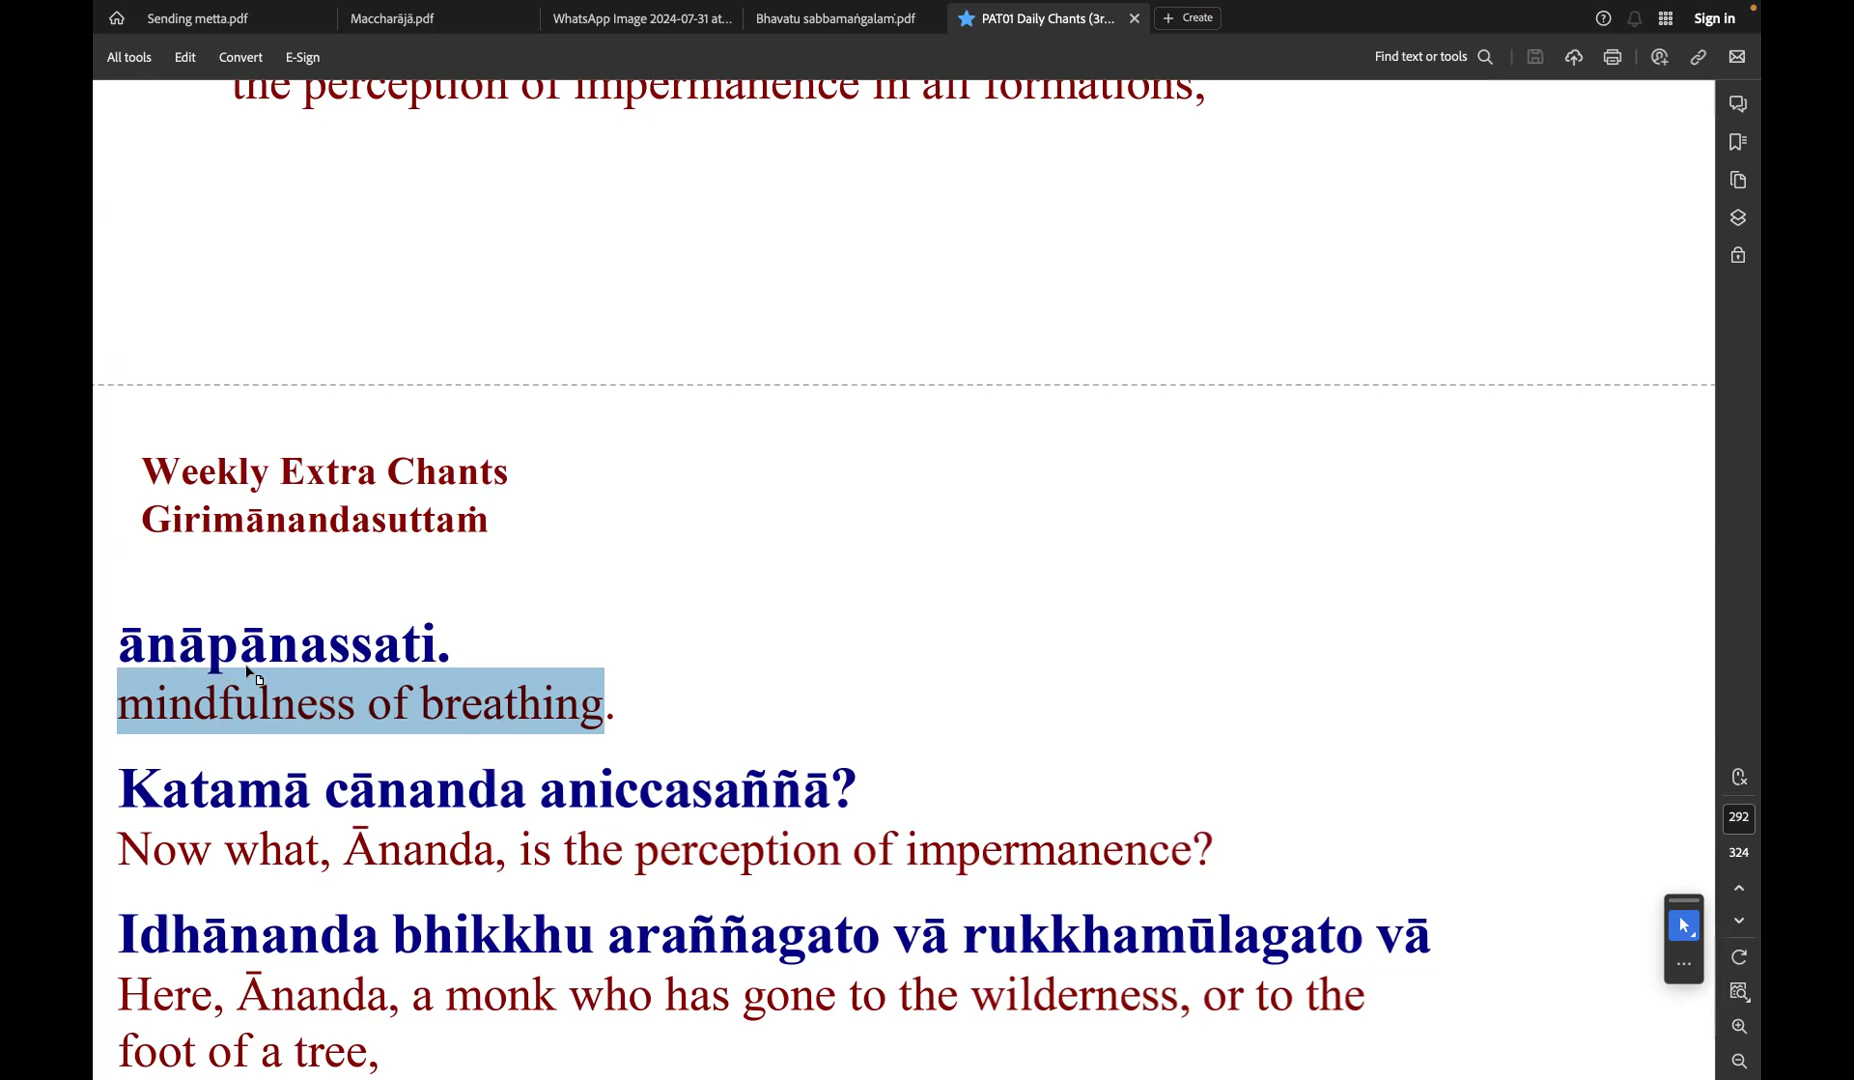 Sending metta.pdf
Maccharājā.pdf
WhatsApp Image 2024-07-31 at...
Bhavatu sabbamaṅgalaṁ.pdf
PAT01 Daily Chants (3r...
Create
Sign in
All tools
Edit
Convert
E-Sign
Find text or tools
the perception of impermanence in all formations,
Weekly Extra Chants
Girimānandasuttaṁ
ānāpānassati.
mindfulness of breathing.
Katamā cānanda aniccasaññā?
Now what, Ānanda, is the perception of impermanence?
Idhānanda bhikkhu araññagato vā rukkhamūlagato vā
Here, Ānanda, a monk who has gone to the wilderness, or to the
foot of a tree,
292
324